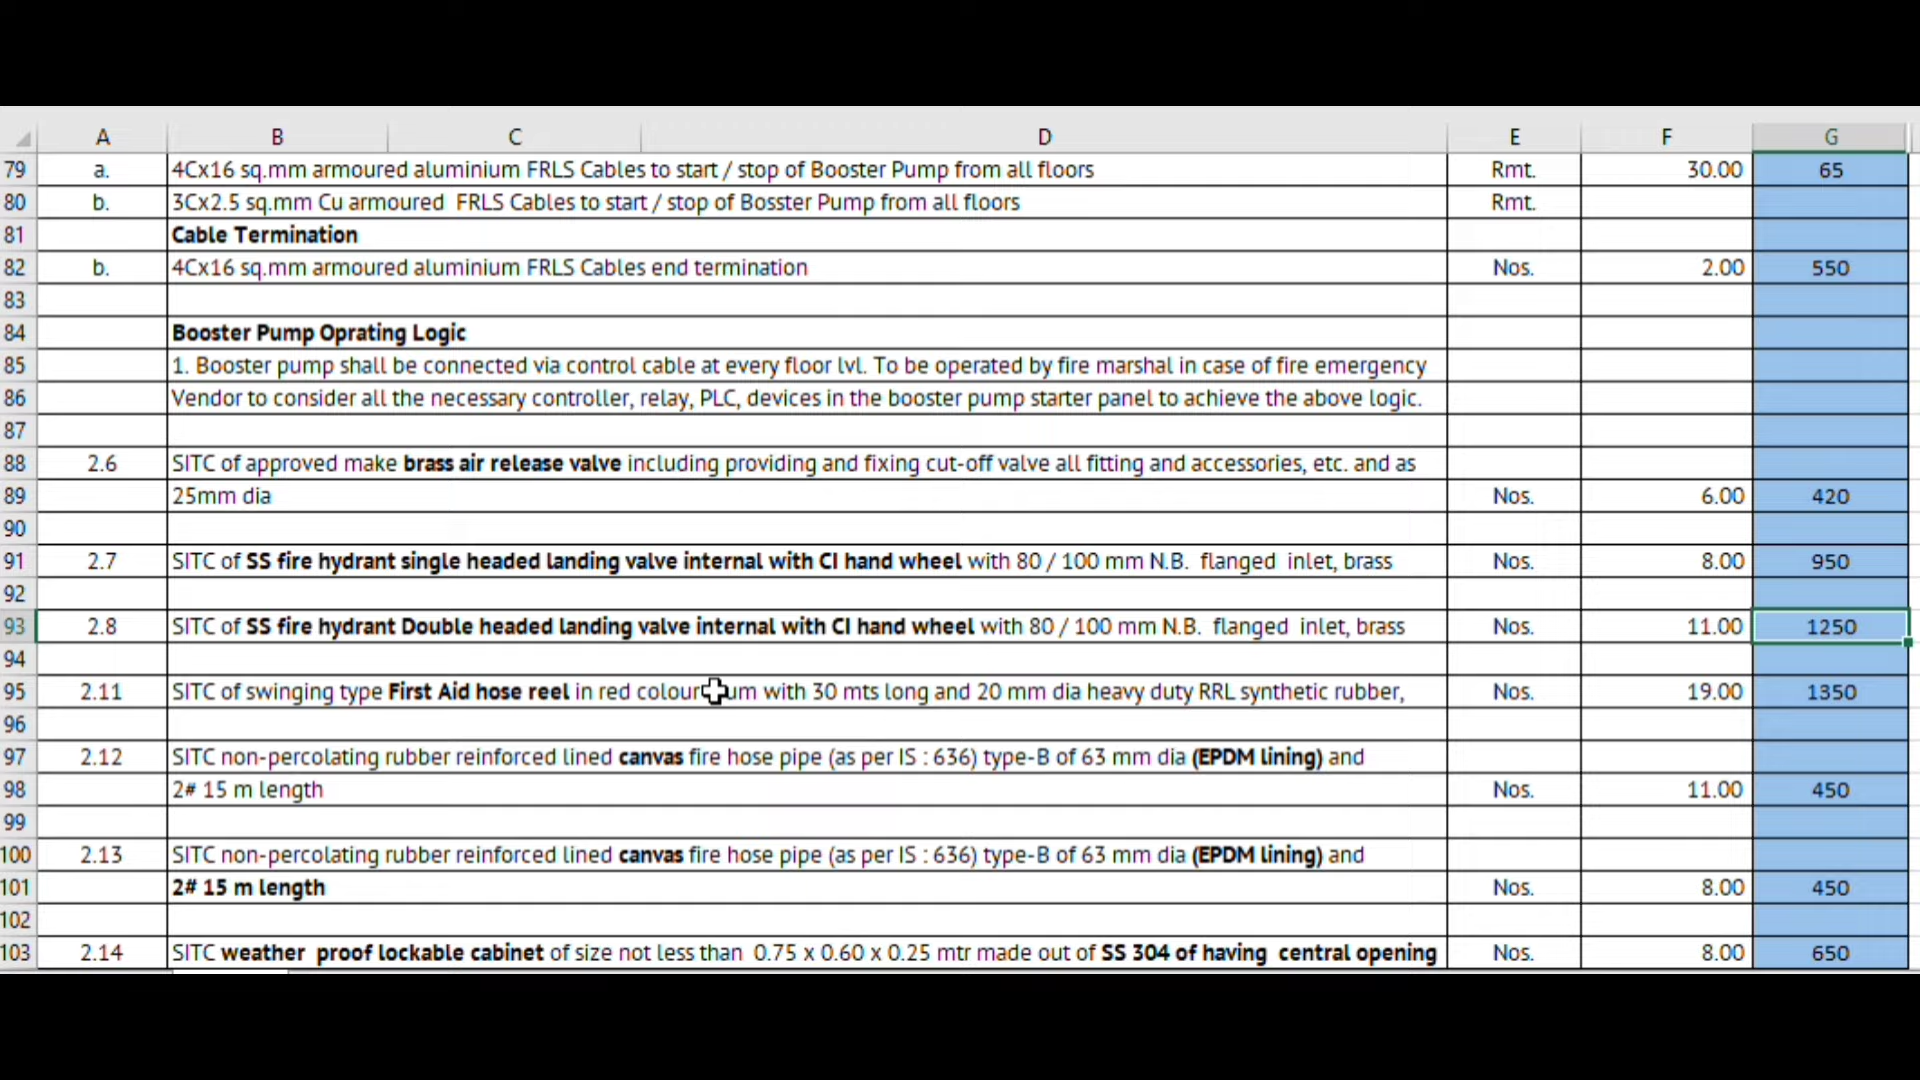 A B C D E F G
79 a. 4Cx16 sq.mm armoured aluminium FRLS Cables to start / stop of Booster Pump from all floors Rmt. 30.00 65
80 b. 3Cx2.5 sq.mm Cu armoured FRLS Cables to start / stop of Bosster Pump from all floors Rmt.
81 Cable Termination
82 b. 4Cx16 sq.mm armoured aluminium FRLS Cables end termination Nos. 2.00 550
83
84 Booster Pump Oprating Logic
85 1. Booster pump shall be connected via control cable at every floor lvl. To be operated by fire marshal in case of fire emergency
86 Vendor to consider all the necessary controller, relay, PLC, devices in the booster pump starter panel to achieve the above logic.
87
88 2.6 SITC of approved make brass air release valve including providing and fixing cut-off valve all fitting and accessories, etc. and as
89 25mm dia Nos. 6.00 420
90
91 2.7 SITC of SS fire hydrant single headed landing valve internal with CI hand wheel with 80 / 100 mm N.B. flanged inlet, brass Nos. 8.00 950
92
93 2.8 SITC of SS fire hydrant Double headed landing valve internal with CI hand wheel with 80 / 100 mm N.B. flanged inlet, brass Nos. 11.00 1250
94
95 2.11 SITC of swinging type First Aid hose reel in red colour with 30 mts long and 20 mm dia heavy duty RRL synthetic rubber, Nos. 19.00 1350
96
97 2.12 SITC non-percolating rubber reinforced lined canvas fire hose pipe (as per IS : 636) type-B of 63 mm dia (EPDM lining) and
98 2# 15 m length Nos. 11.00 450
99
100 2.13 SITC non-percolating rubber reinforced lined canvas fire hose pipe (as per IS : 636) type-B of 63 mm dia (EPDM lining) and
101 2# 15 m length Nos. 8.00 450
102
103 2.14 SITC weather proof lockable cabinet of size not less than 0.75 x 0.60 x 0.25 mtr made out of SS 304 of having central opening Nos. 8.00 650